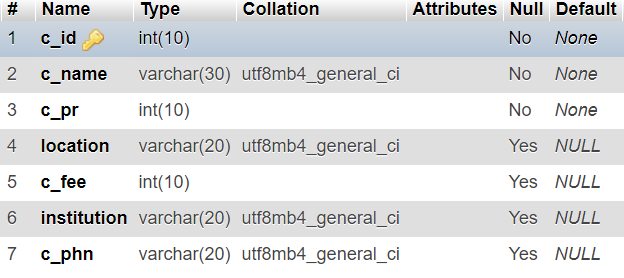 # Name Type Collation Attributes Null Default
1 c_id int(10) No None
2 c_name varchar(30) utf8mb4_general_ci No None
3 c_pr int(10) No None
4 location varchar(20) utf8mb4_general_ci Yes NULL
5 c_fee int(10) Yes NULL
6 institution varchar(20) utf8mb4_general_ci Yes NULL
7 c_phn varchar(20) utf8mb4_general_ci Yes NULL